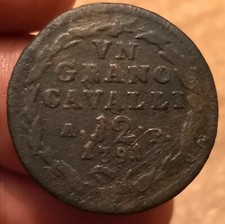 VN
GRANO
CAVALLI
A. 12 C.